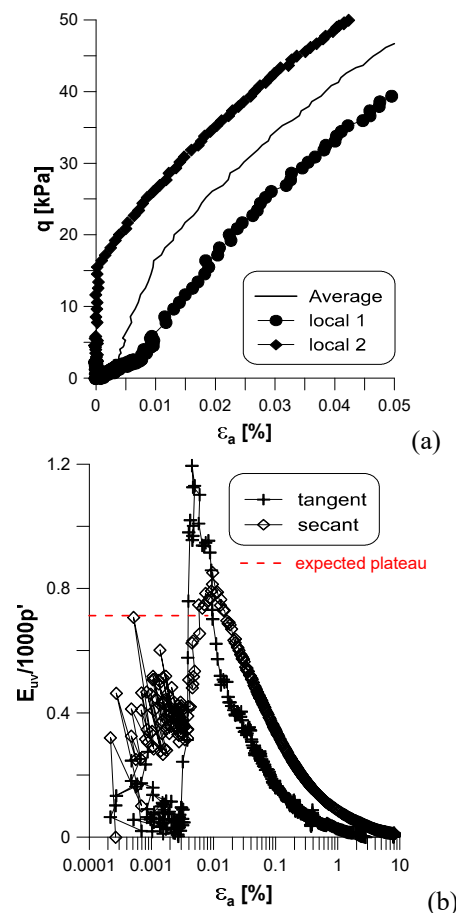 50
40
30
20
10
0
q [kPa]
Average
local 1
local 2
0 0.01 0.02 0.03 0.04 0.05
εa [%]
(a)
1.2
0.8
0.4
0
Euv/1000p'
tangent
secant
expected plateau
0.0001 0.001 0.01 0.1 1 10
εa [%]
(b)